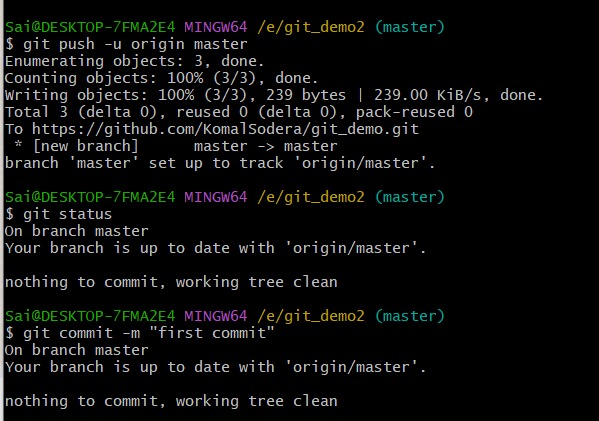 Sai@DESKTOP-7FMA2E4 MINGW64 /e/git_demo2 (master)
$ git push -u origin master
Enumerating objects: 3, done.
Counting objects: 100% (3/3), done.
Writing objects: 100% (3/3), 239 bytes | 239.00 KiB/s, done.
Total 3 (delta 0), reused 0 (delta 0), pack-reused 0
To https://github.com/KomalSodera/git_demo.git
 * [new branch]      master -> master
branch 'master' set up to track 'origin/master'.
Sai@DESKTOP-7FMA2E4 MINGW64 /e/git_demo2 (master)
$ git status
On branch master
Your branch is up to date with 'origin/master'.
nothing to commit, working tree clean
Sai@DESKTOP-7FMA2E4 MINGW64 /e/git_demo2 (master)
$ git commit -m "first commit"
On branch master
Your branch is up to date with 'origin/master'.
nothing to commit, working tree clean